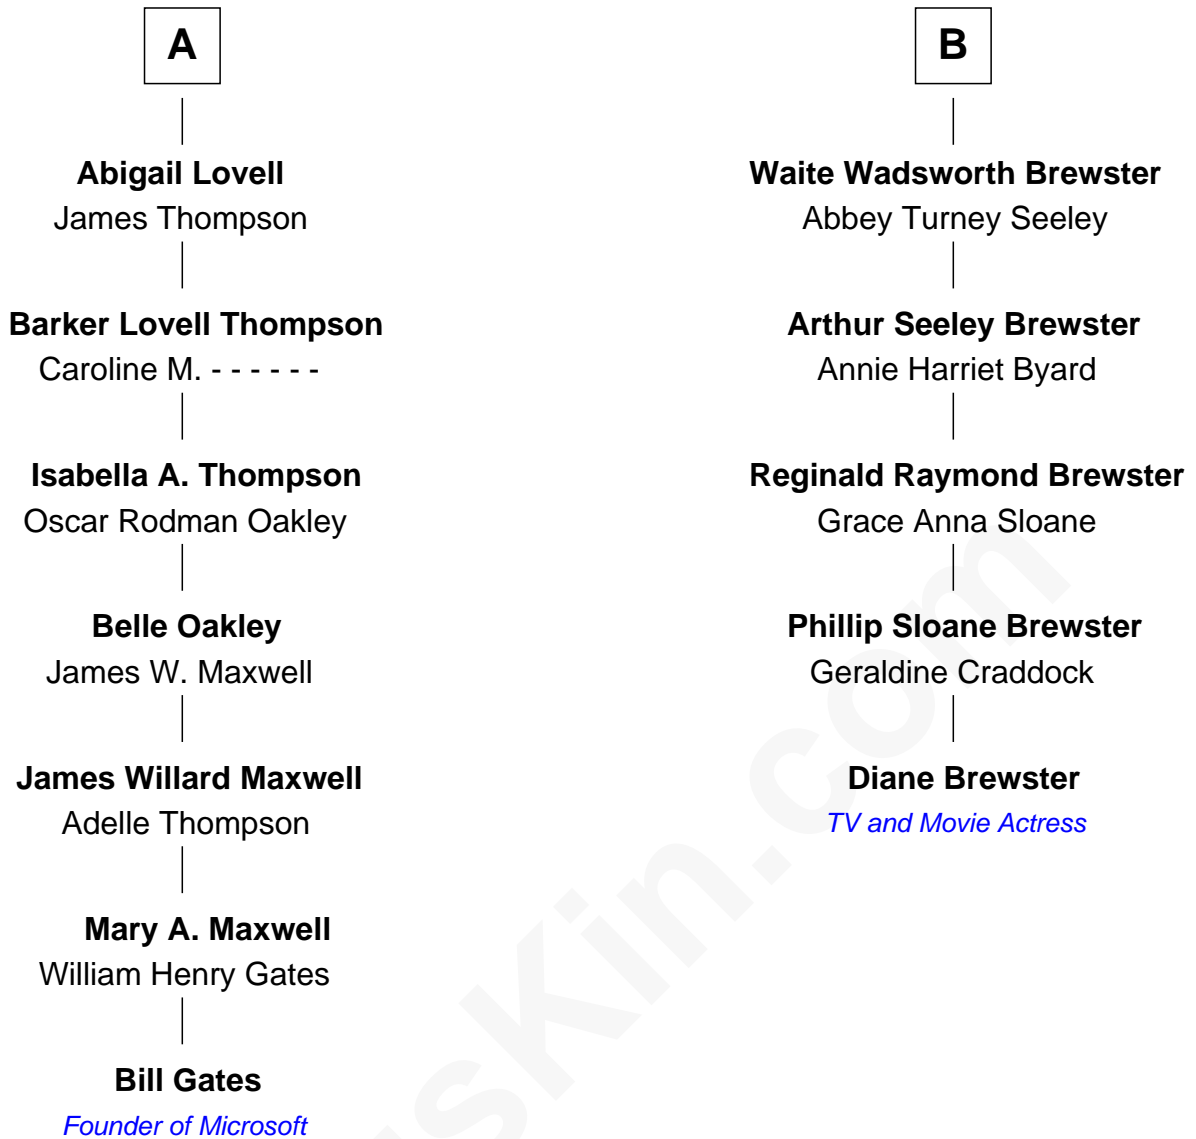 A
Abigail Lovell
James Thompson
Barker Lovell Thompson
Caroline M. - - - - - -
Isabella A. Thompson
Oscar Rodman Oakley
Belle Oakley
James W. Maxwell
James Willard Maxwell
Adelle Thompson
Mary A. Maxwell
William Henry Gates
Bill Gates
Founder of Microsoft
B
Waite Wadsworth Brewster
Abbey Turney Seeley
Arthur Seeley Brewster
Annie Harriet Byard
Reginald Raymond Brewster
Grace Anna Sloane
Phillip Sloane Brewster
Geraldine Craddock
Diane Brewster
TV and Movie Actress
sKin.com